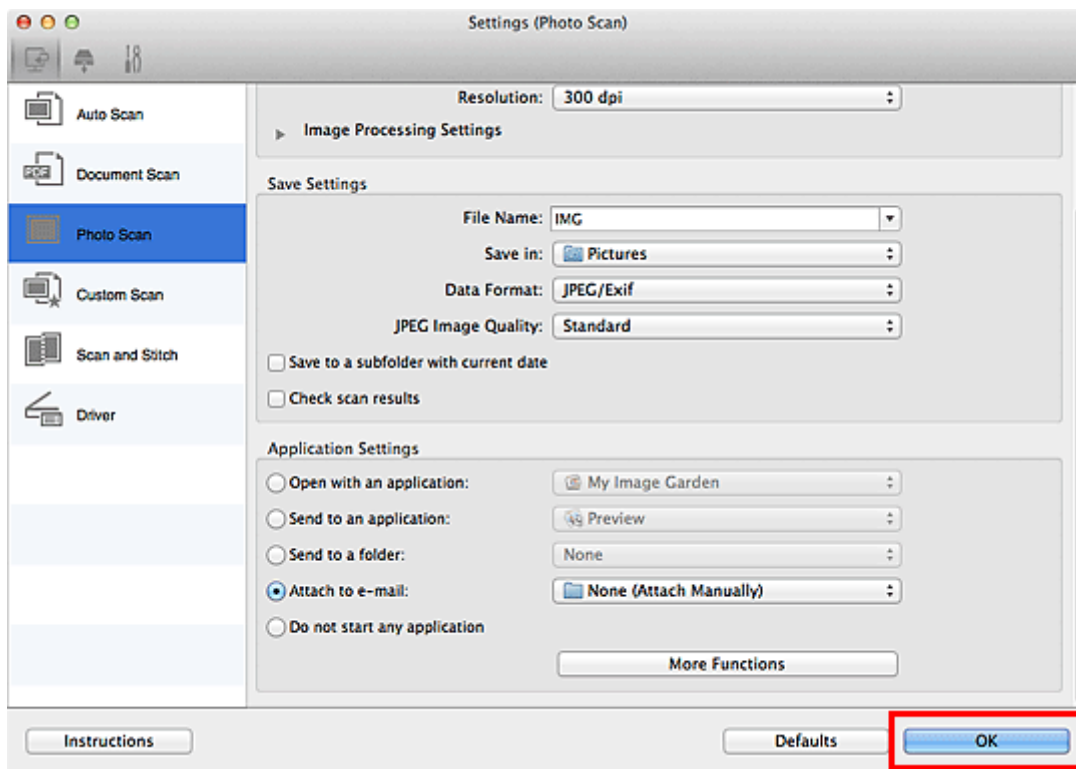 Settings (Photo Scan)
Auto Scan
Document Scan
Photo Scan
Custom Scan
Scan and Stitch
Driver
Resolution: 300 dpi
Image Processing Settings
Save Settings
File Name: IMG
Save in: Pictures
Data Format: JPEG/Exif
JPEG Image Quality: Standard
Save to a subfolder with current date
Check scan results
Application Settings
Open with an application: My Image Garden
Send to an application: Preview
Send to a folder: None
Attach to e-mail: None (Attach Manually)
Do not start any application
More Functions
Instructions
Defaults
OK